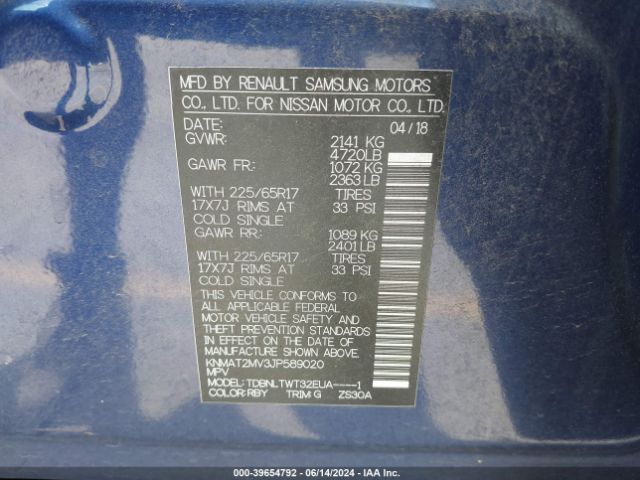 MFD BY RENAULT SAMSUNG MOTORS
CO., LTD. FOR NISSAN MOTOR CO., LTD.
DATE: 04/18
GVWR: 2141 KG
4720LB
GAWR FR: 1072 KG
2363LB
WITH 225/65R17 TIRES
17X7J RIMS AT 33 PSI
COLD SINGLE
GAWR RR: 1089 KG
2401LB
WITH 225/65R17 TIRES
17X7J RIMS AT 33 PSI
COLD SINGLE
THIS VEHICLE CONFORMS TO
ALL APPLICABLE FEDERAL
MOTOR VEHICLE SAFETY AND
THEFT PREVENTION STANDARDS
IN EFFECT ON THE DATE OF
MANUFACTURE SHOWN ABOVE.
KNMAT2MV3JP589020
MPV
MODEL: TDBNLTWT32EUA----1
COLOR:RBY TRIM:G ZS30A
000-39654792 - 06/14/2024 - IAA Inc.